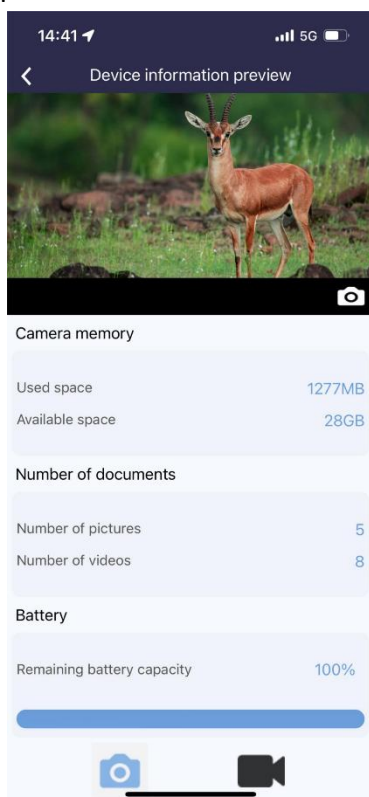 14:41 5G
Device information preview
Camera memory
Used space 1277MB
Available space 28GB
Number of documents
Number of pictures 5
Number of videos 8
Battery
Remaining battery capacity 100%